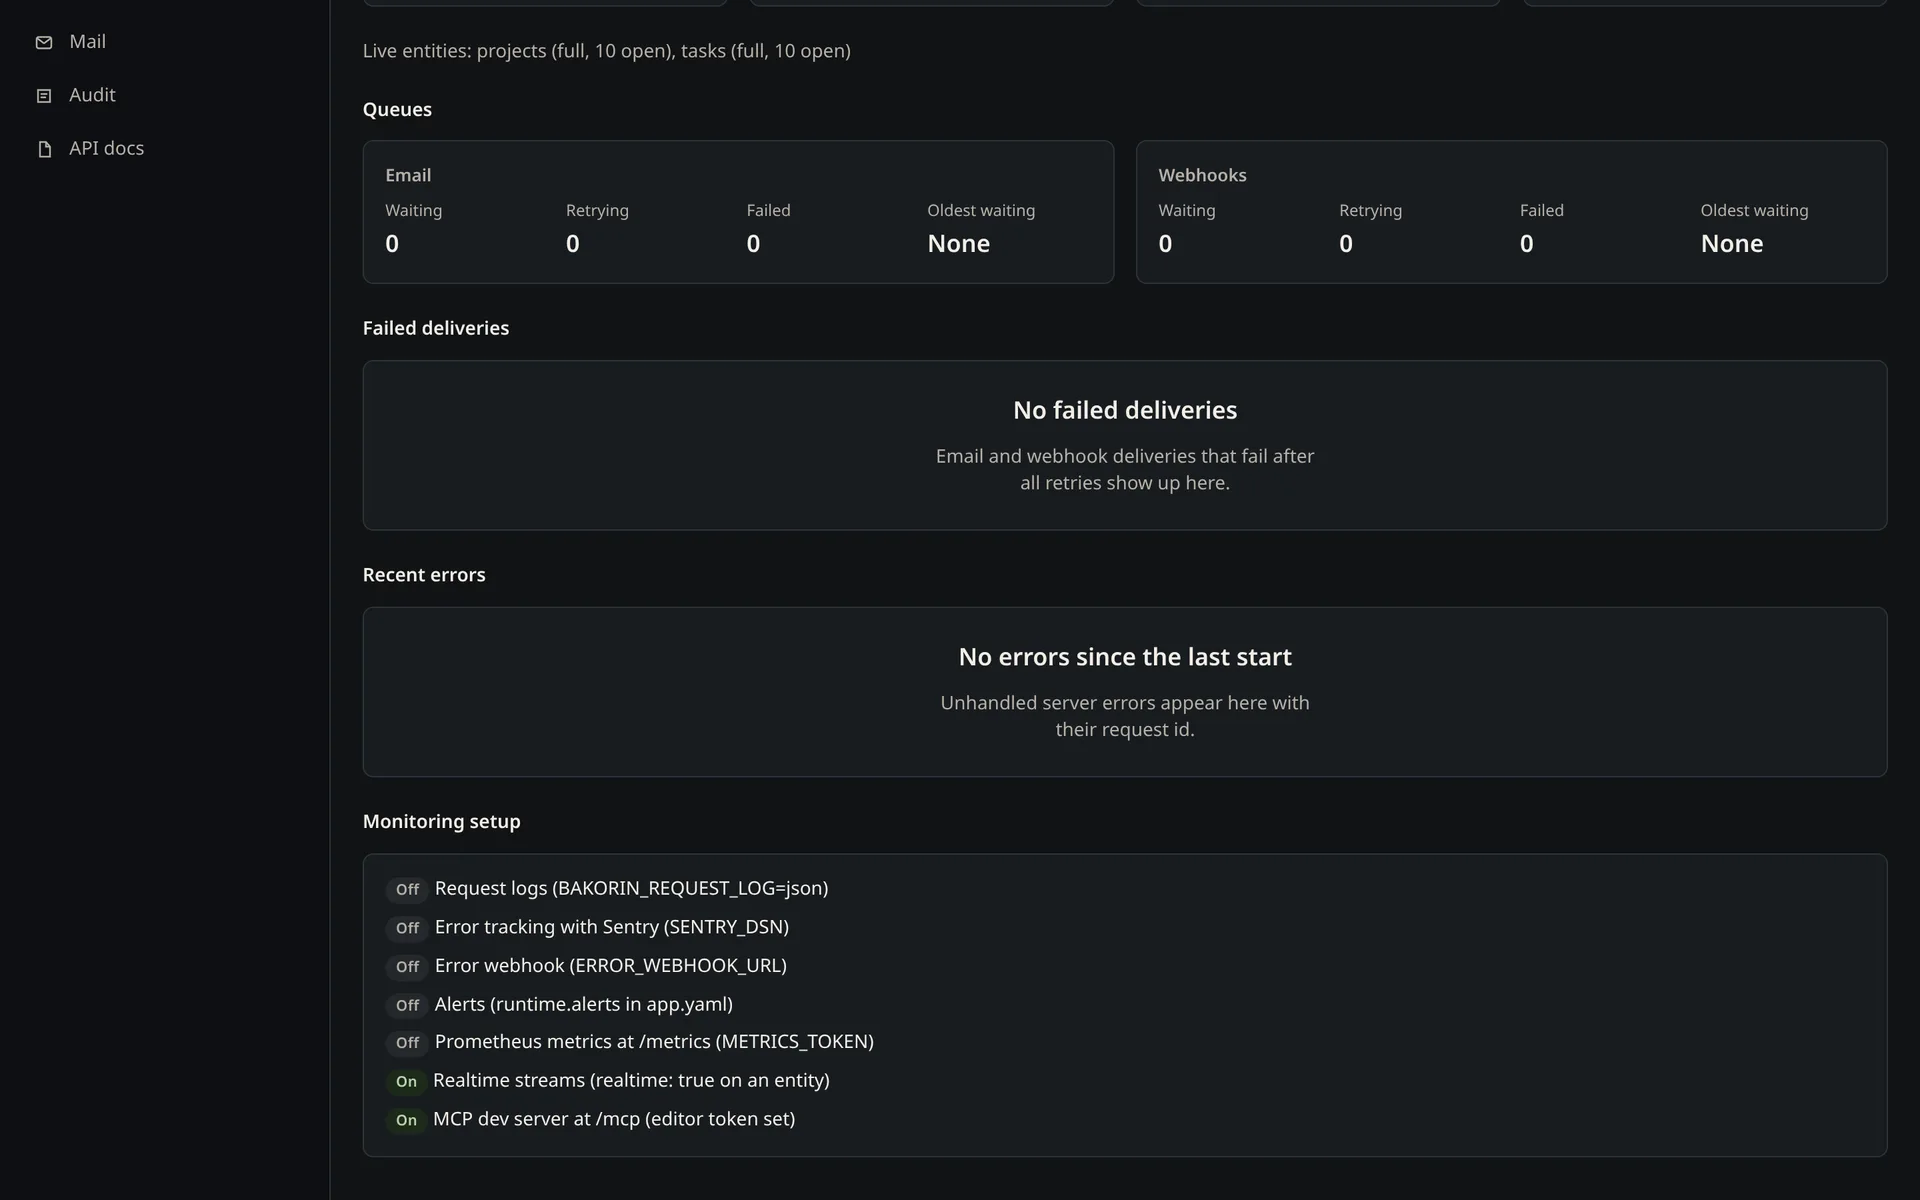 Mail
Audit
API docs
Live entities: projects (full, 10 open), tasks (full, 10 open)
Queues
Email
Waiting Retrying Failed Oldest waiting
0 0 0 None
Webhooks
Waiting Retrying Failed Oldest waiting
0 0 0 None
Failed deliveries
No failed deliveries
Email and webhook deliveries that fail after
all retries show up here.
Recent errors
No errors since the last start
Unhandled server errors appear here with
their request id.
Monitoring setup
Off Request logs (BAKORIN_REQUEST_LOG=json)
Off Error tracking with Sentry (SENTRY_DSN)
Off Error webhook (ERROR_WEBHOOK_URL)
Off Alerts (runtime.alerts in app.yaml)
Off Prometheus metrics at /metrics (METRICS_TOKEN)
On Realtime streams (realtime: true on an entity)
On MCP dev server at /mcp (editor token set)